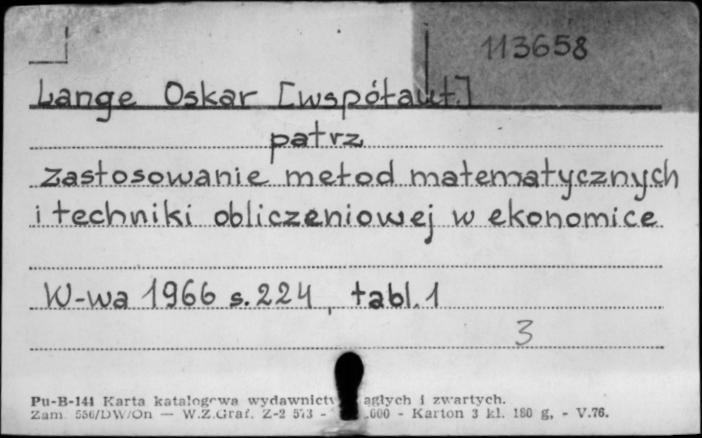 113658
Lange Oskar [współaut.]
patrz
zastosowanie metod matematycznych
i techniki obliczeniowej w ekonomice
W-wa 1966 s. 224, tabl. 1
3
Pu-B-141 Karta katalogowa wydawnictw ągłych i zwartych.
Zam. 556/DW/On — W.Z.Graf. Z-2 573 - .000 - Karton 3 kl. 180 g, - V.76.